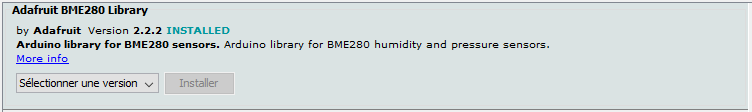 Adafruit BME280 Library
by Adafruit Version 2.2.2 INSTALLED
Arduino library for BME280 sensors. Arduino library for BME280 humidity and pressure sensors.
More info
Sélectionner une version Installer